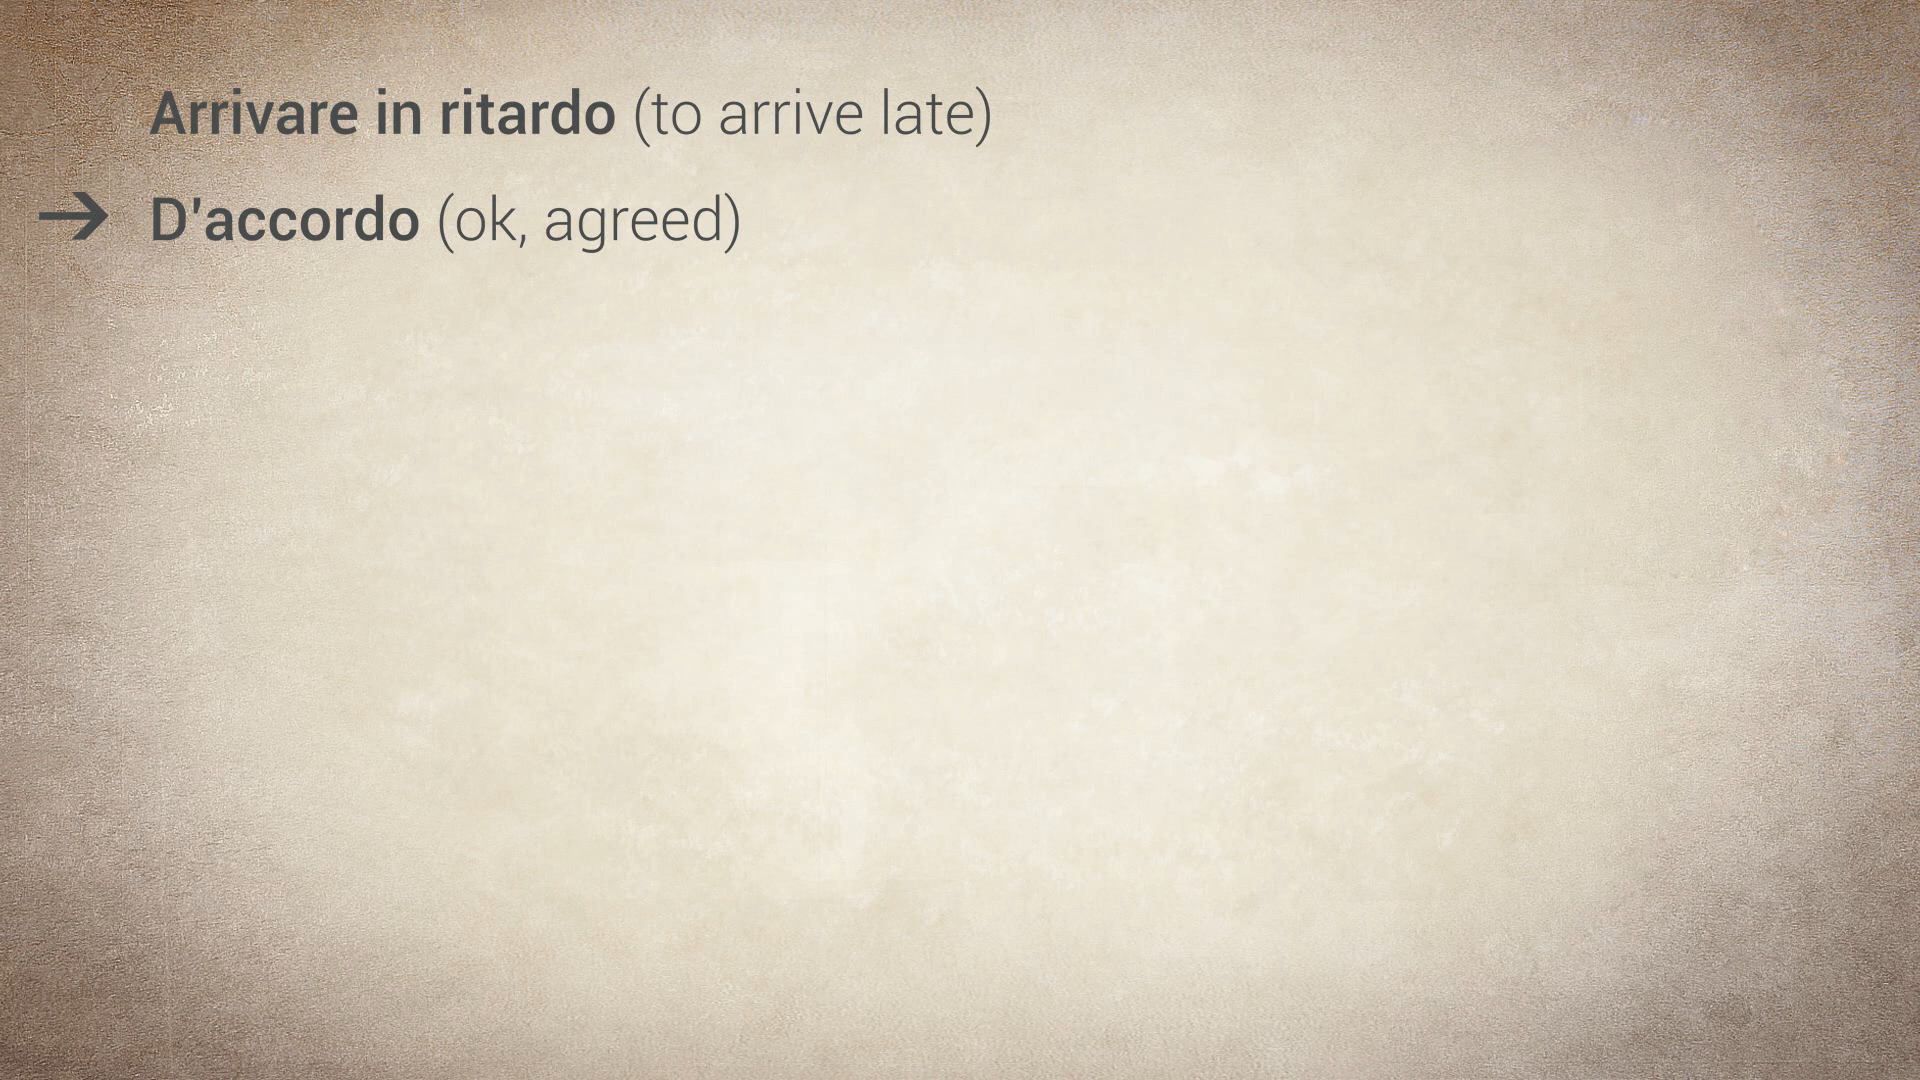 Arrivare in ritardo (to arrive late)
→ D'accordo (ok, agreed)